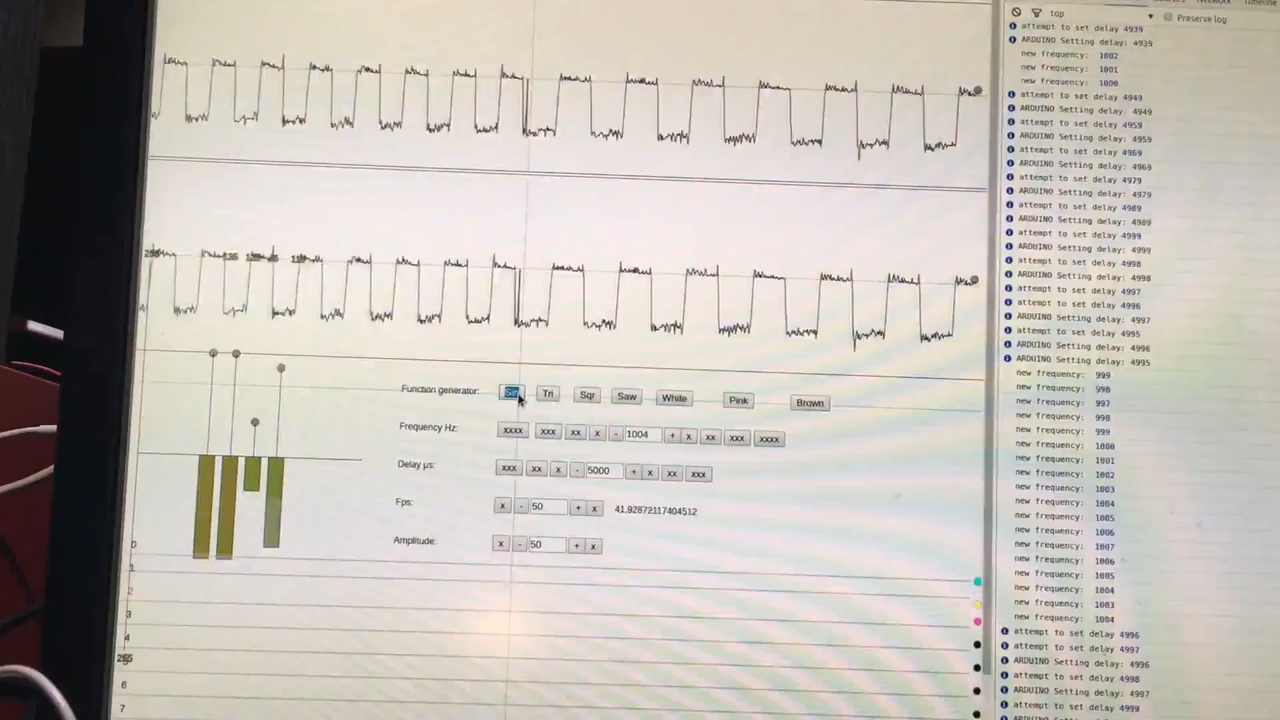 Network Timeline
top Preserve log
attempt to set delay 4939
ARDUINO Setting delay: 4939
new frequency: 1002
new frequency: 1001
new frequency: 1000
attempt to set delay 4949
ARDUINO Setting delay: 4949
attempt to set delay 4959
ARDUINO Setting delay: 4959
attempt to set delay 4969
ARDUINO Setting delay: 4969
attempt to set delay 4979
ARDUINO Setting delay: 4979
attempt to set delay 4989
ARDUINO Setting delay: 4989
attempt to set delay 4999
ARDUINO Setting delay: 4999
attempt to set delay 4998
ARDUINO Setting delay: 4998
attempt to set delay 4997
attempt to set delay 4996
ARDUINO Setting delay: 4997
attempt to set delay 4995
ARDUINO Setting delay: 4996
ARDUINO Setting delay: 4995
new frequency: 999
new frequency: 998
new frequency: 997
new frequency: 998
new frequency: 999
new frequency: 1000
new frequency: 1001
new frequency: 1002
new frequency: 1003
new frequency: 1004
new frequency: 1005
new frequency: 1006
new frequency: 1007
new frequency: 1006
new frequency: 1005
new frequency: 1004
new frequency: 1003
new frequency: 1004
attempt to set delay 4996
attempt to set delay 4997
ARDUINO Setting delay: 4996
attempt to set delay 4998
ARDUINO Setting delay: 4997
attempt to set delay 4999
Function generator: Sin Tri Sqr Saw White Pink Brown
Frequency Hz: xxxx xxx xx x - 1004 + x xx xxx xxxx
Delay µs: xxx xx x - 5000 + x xx xxx
Fps: x - 50 + x 41.92872117404512
Amplitude: x - 50 + x
0
1
2
3
4
6
7